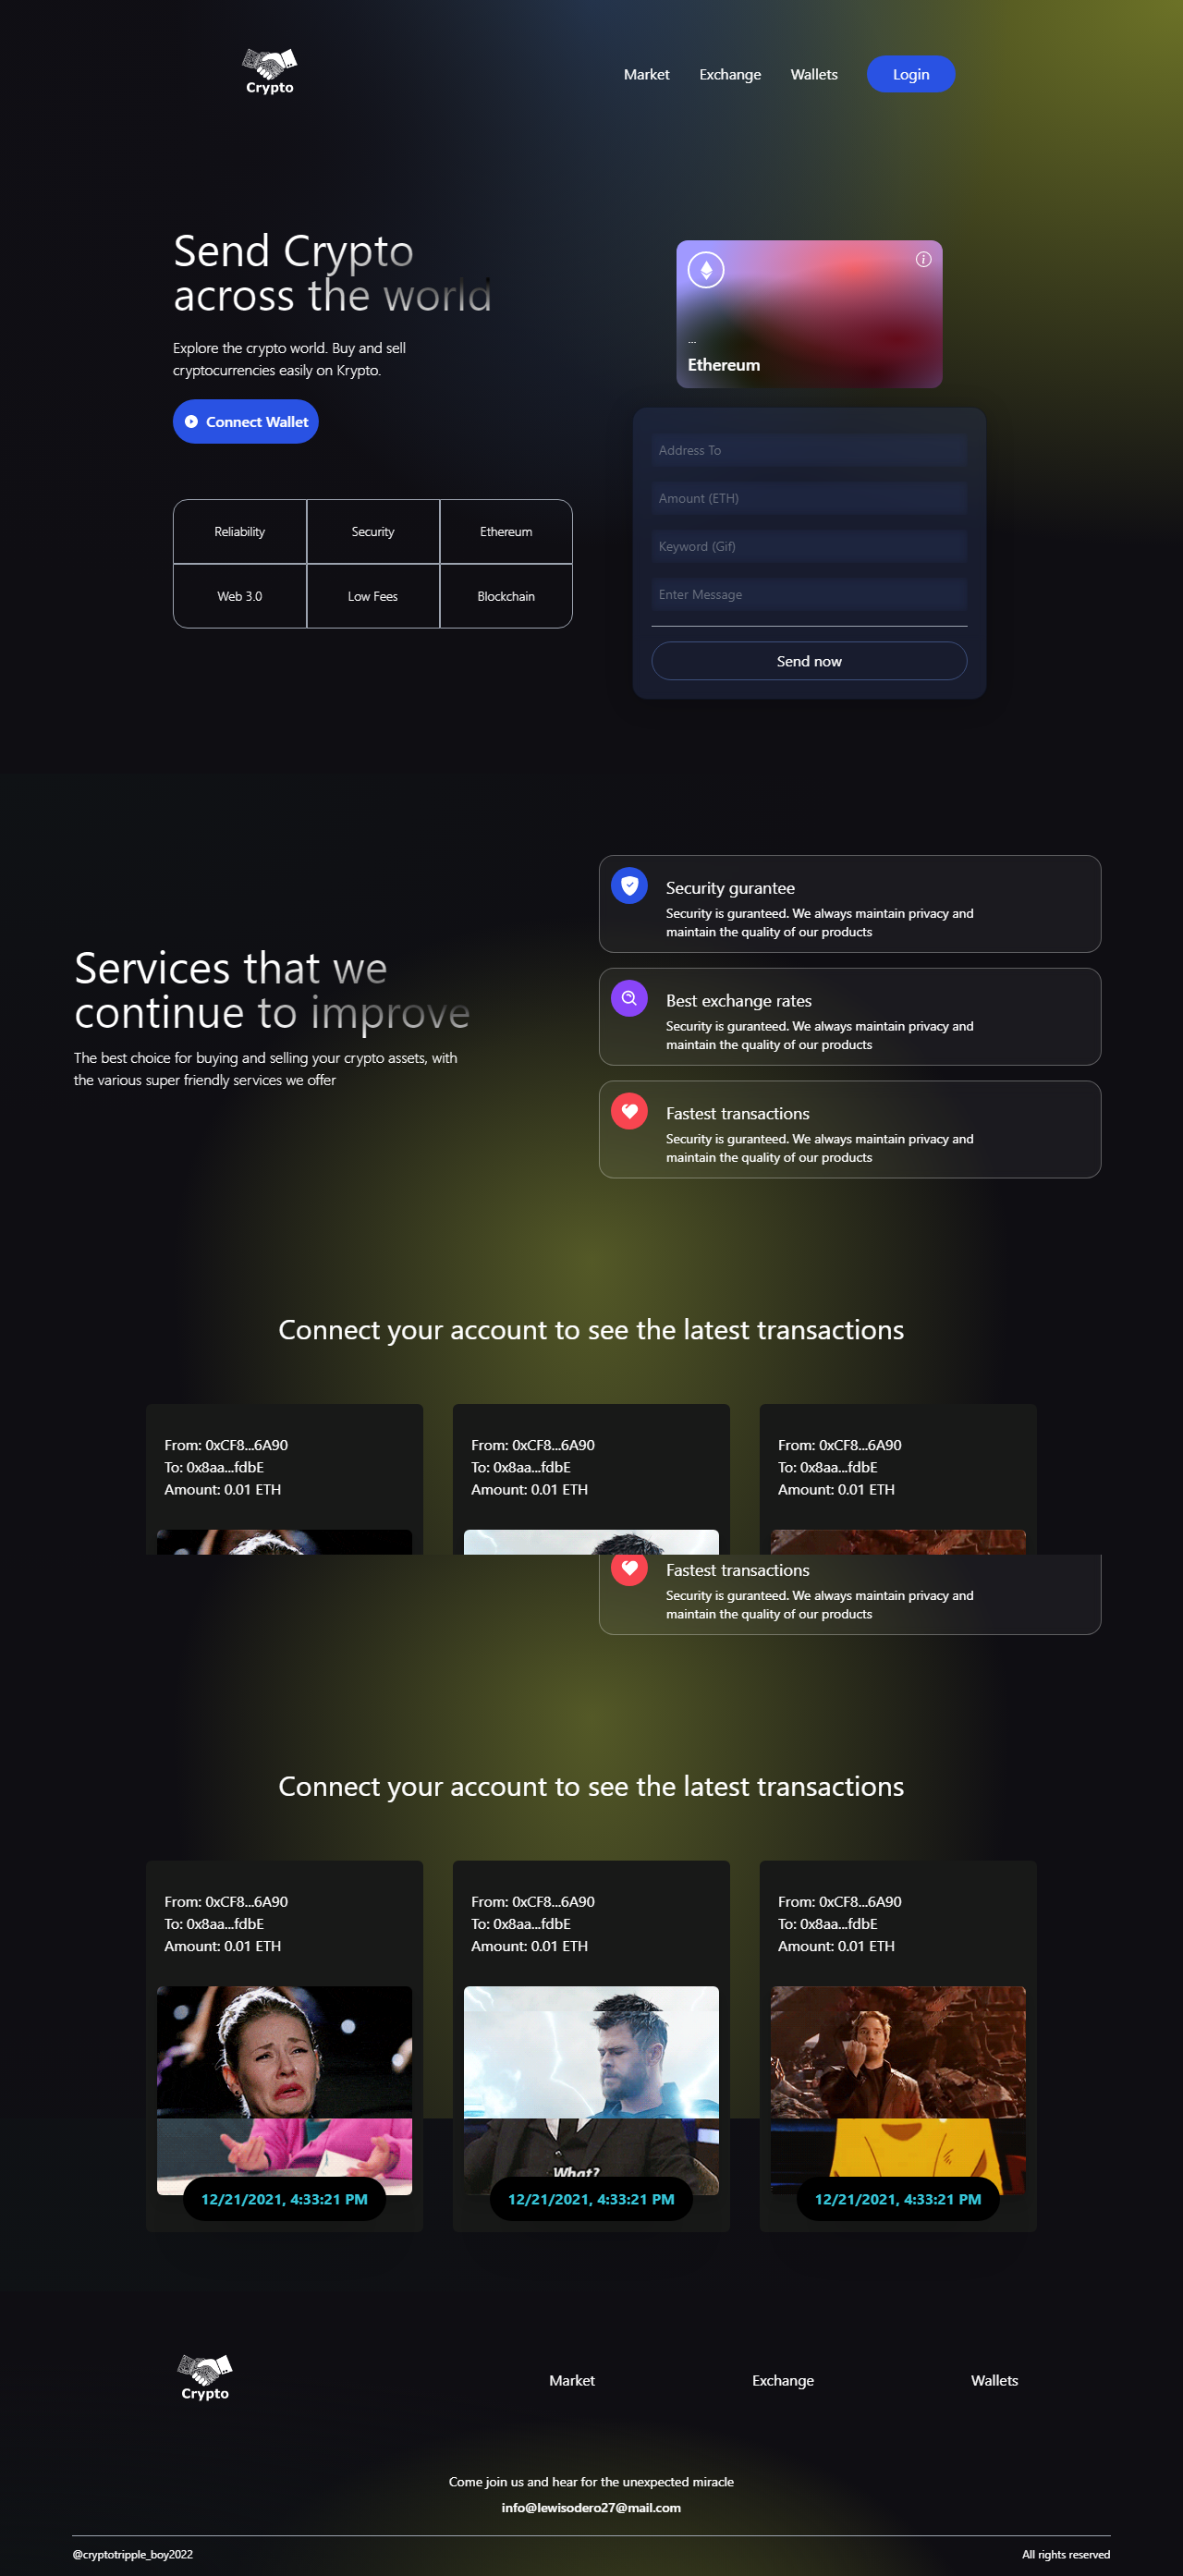 Crypto
Market
Exchange
Wallets
Login
Send Crypto
across the world
Explore the crypto world. Buy and sell
cryptocurrencies easily on Krypto.
Connect Wallet
Reliability
Security
Ethereum
Web 3.0
Low Fees
Blockchain
...
Ethereum
Address To
Amount (ETH)
Keyword (Gif)
Enter Message
Send now
Services that we
continue to improve
The best choice for buying and selling your crypto assets, with
the various super friendly services we offer
Security gurantee
Security is guranteed. We always maintain privacy and
maintain the quality of our products
Best exchange rates
Security is guranteed. We always maintain privacy and
maintain the quality of our products
Fastest transactions
Security is guranteed. We always maintain privacy and
maintain the quality of our products
Connect your account to see the latest transactions
From: 0xCF8...6A90
To: 0x8aa...fdbE
Amount: 0.01 ETH
From: 0xCF8...6A90
To: 0x8aa...fdbE
Amount: 0.01 ETH
From: 0xCF8...6A90
To: 0x8aa...fdbE
Amount: 0.01 ETH
Fastest transactions
Security is guranteed. We always maintain privacy and
maintain the quality of our products
Connect your account to see the latest transactions
From: 0xCF8...6A90
To: 0x8aa...fdbE
Amount: 0.01 ETH
12/21/2021, 4:33:21 PM
From: 0xCF8...6A90
To: 0x8aa...fdbE
Amount: 0.01 ETH
What?
12/21/2021, 4:33:21 PM
From: 0xCF8...6A90
To: 0x8aa...fdbE
Amount: 0.01 ETH
12/21/2021, 4:33:21 PM
Crypto
Market
Exchange
Wallets
Come join us and hear for the unexpected miracle
info@lewisodero27@mail.com
@cryptotripple_boy2022
All rights reserved